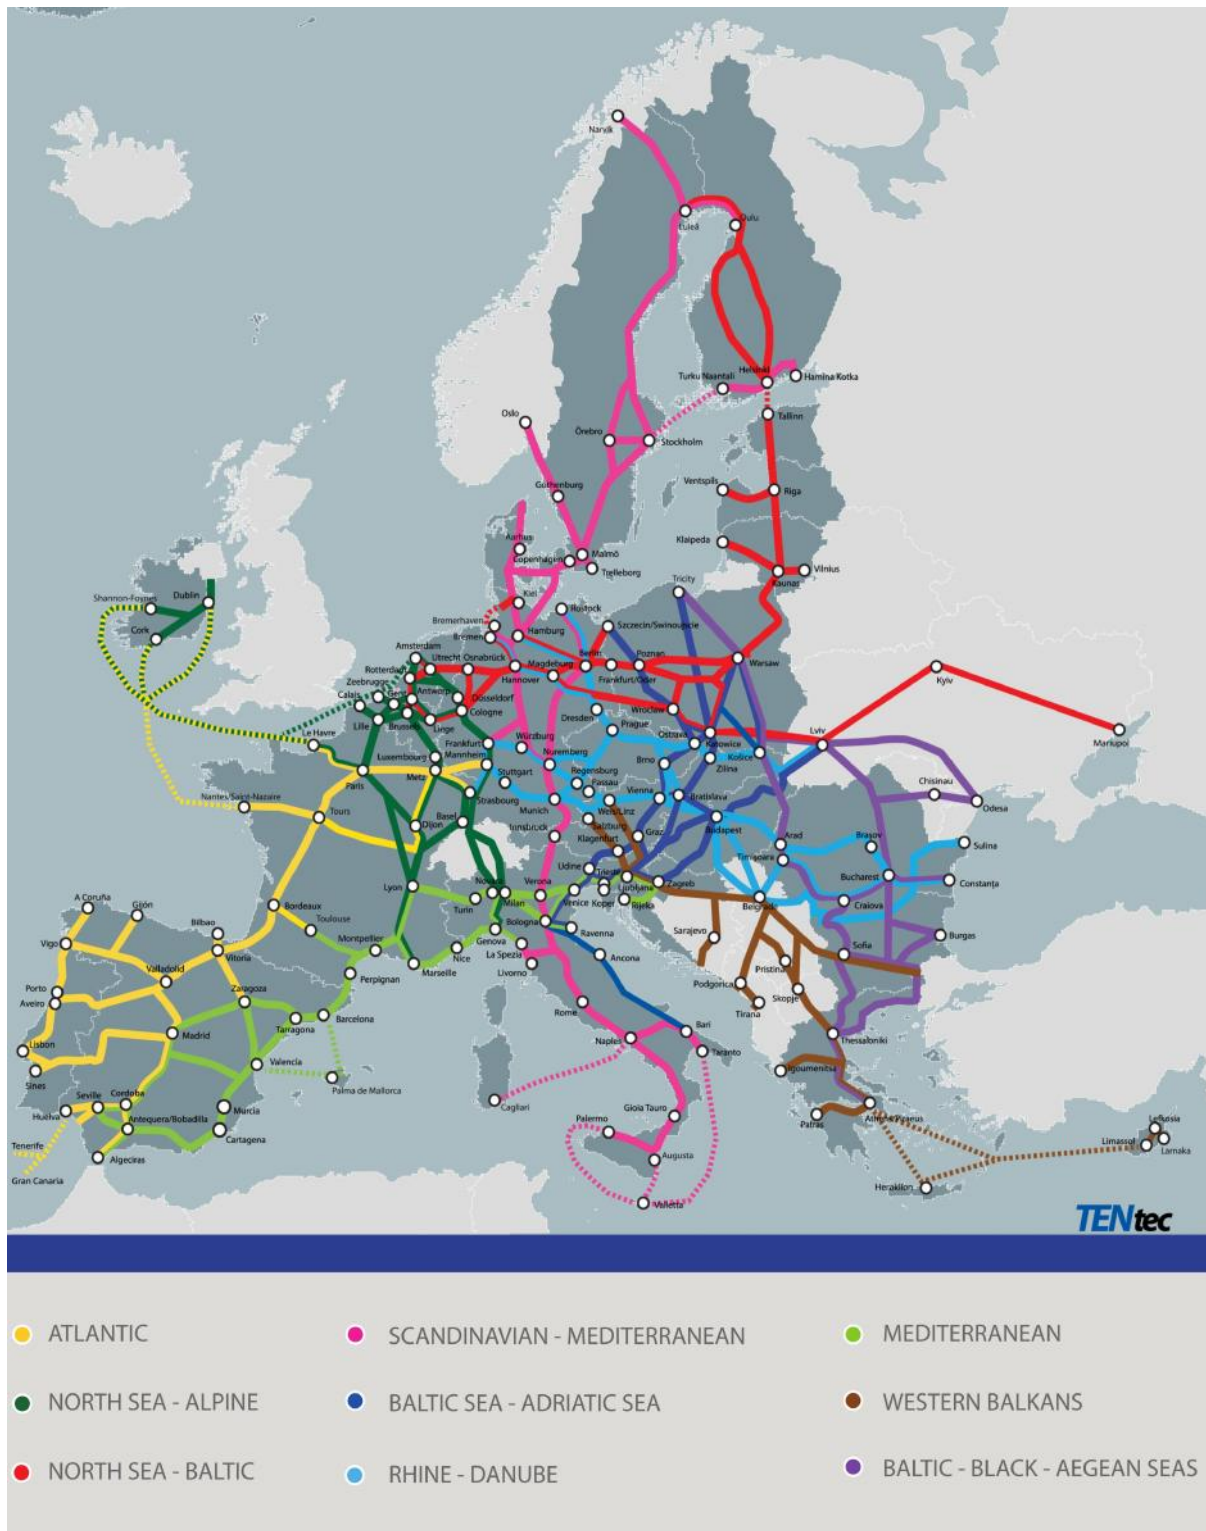 Narvik
Luleå
Oulu
Helsinki
Turku Naantali
Hamina Kotka
Tallinn
Oslo
Örebro
Stockholm
Gothenburg
Ventspils
Riga
Aarhus
Copenhagen
Malmö
Trelleborg
Klaipeda
Kaunas
Vilnius
Tricity
Shannon-Foynes
Dublin
Cork
Kiel
Rostock
Bremerhaven
Bremen
Hamburg
Szczecin/Swinoujscie
Amsterdam
Utrecht
Osnabrück
Rotterdam
Zeebrugge
Hannover
Magdeburg
Berlin
Frankfurt/Oder
Poznan
Warsaw
Kyiv
Calais
Gent
Antwerp
Düsseldorf
Cologne
Lille
Brussels
Liege
Dresden
Wroclaw
Mariupol
Le Havre
Luxembourg
Frankfurt
Mannheim
Würzburg
Nuremberg
Prague
Ostrava
Katowice
Zilina
Košice
Lviv
Paris
Metz
Stuttgart
Regensburg
Passau
Brno
Chisinau
Odesa
Nantes/Saint-Nazaire
Tours
Strasbourg
Munich
Wels/Linz
Salzburg
Vienna
Bratislava
Budapest
Dijon
Basel
Innsbruck
Klagenfurt
Graz
Arad
Timişoara
Braşov
Sulina
Lyon
Novara
Milan
Turin
Verona
Udine
Trieste
Ljubljana
Venice
Koper
Rijeka
Zagreb
Belgrade
Bucharest
Craiova
Constanţa
A Coruña
Gijón
Bilbao
Vigo
Vitoria
Bordeaux
Toulouse
Montpellier
Marseille
Nice
Genova
Bologna
Ravenna
La Spezia
Livorno
Ancona
Sarajevo
Sofia
Burgas
Porto
Aveiro
Valladolid
Zaragoza
Perpignan
Podgorica
Pristina
Skopje
Tirana
Lisbon
Sines
Madrid
Tarragona
Barcelona
Rome
Naples
Bari
Taranto
Thessaloniki
Valencia
Palma de Mallorca
Cagliari
Igoumenitsa
Huelva
Seville
Cordoba
Murcia
Antequera/Bobadilla
Cartagena
Algeciras
Tenerife
Gran Canaria
Gioia Tauro
Palermo
Augusta
Valletta
Patras
Heraklion
Lefkosia
Limassol
Larnaka
TENtec
ATLANTIC
SCANDINAVIAN - MEDITERRANEAN
MEDITERRANEAN
NORTH SEA - ALPINE
BALTIC SEA - ADRIATIC SEA
WESTERN BALKANS
NORTH SEA - BALTIC
RHINE - DANUBE
BALTIC - BLACK - AEGEAN SEAS